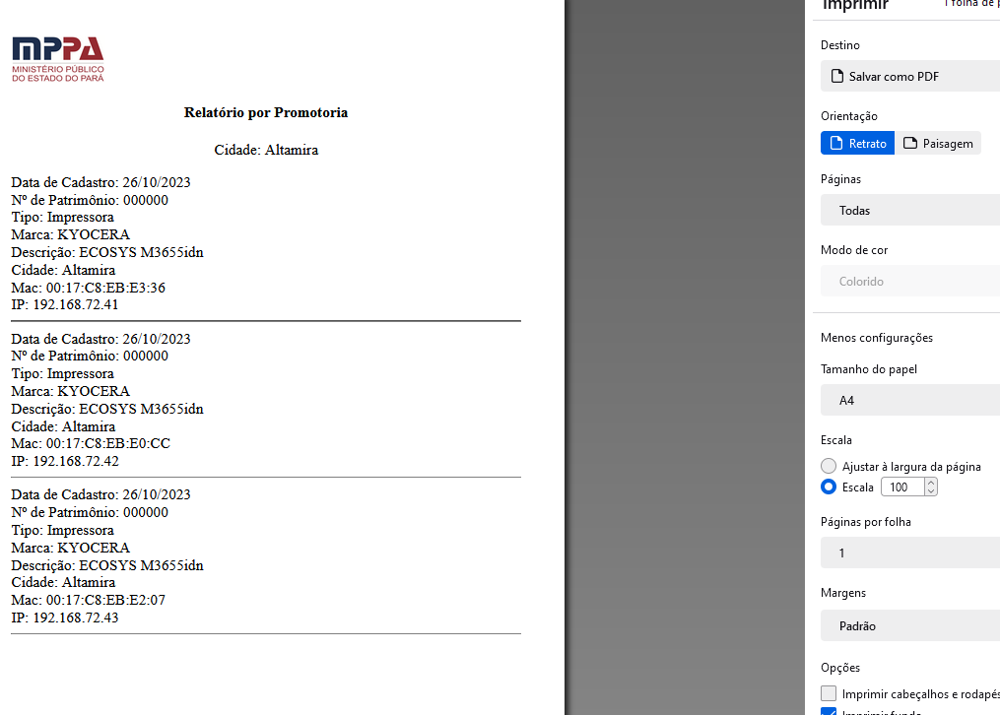 MPPA
MINISTÉRIO PÚBLICO
DO ESTADO DO PARÁ
Relatório por Promotoria
Cidade: Altamira
Data de Cadastro: 26/10/2023
Nº de Patrimônio: 000000
Tipo: Impressora
Marca: KYOCERA
Descrição: ECOSYS M3655idn
Cidade: Altamira
Mac: 00:17:C8:EB:E3:36
IP: 192.168.72.41
Data de Cadastro: 26/10/2023
Nº de Patrimônio: 000000
Tipo: Impressora
Marca: KYOCERA
Descrição: ECOSYS M3655idn
Cidade: Altamira
Mac: 00:17:C8:EB:E0:CC
IP: 192.168.72.42
Data de Cadastro: 26/10/2023
Nº de Patrimônio: 000000
Tipo: Impressora
Marca: KYOCERA
Descrição: ECOSYS M3655idn
Cidade: Altamira
Mac: 00:17:C8:EB:E2:07
IP: 192.168.72.43
Imprimir 1 folha de p
Destino
Salvar como PDF
Orientação
Retrato Paisagem
Páginas
Todas
Modo de cor
Colorido
Menos configurações
Tamanho do papel
A4
Escala
Ajustar à largura da página
Escala 100
Páginas por folha
1
Margens
Padrão
Opções
Imprimir cabeçalhos e rodapés
Imprimir fundo